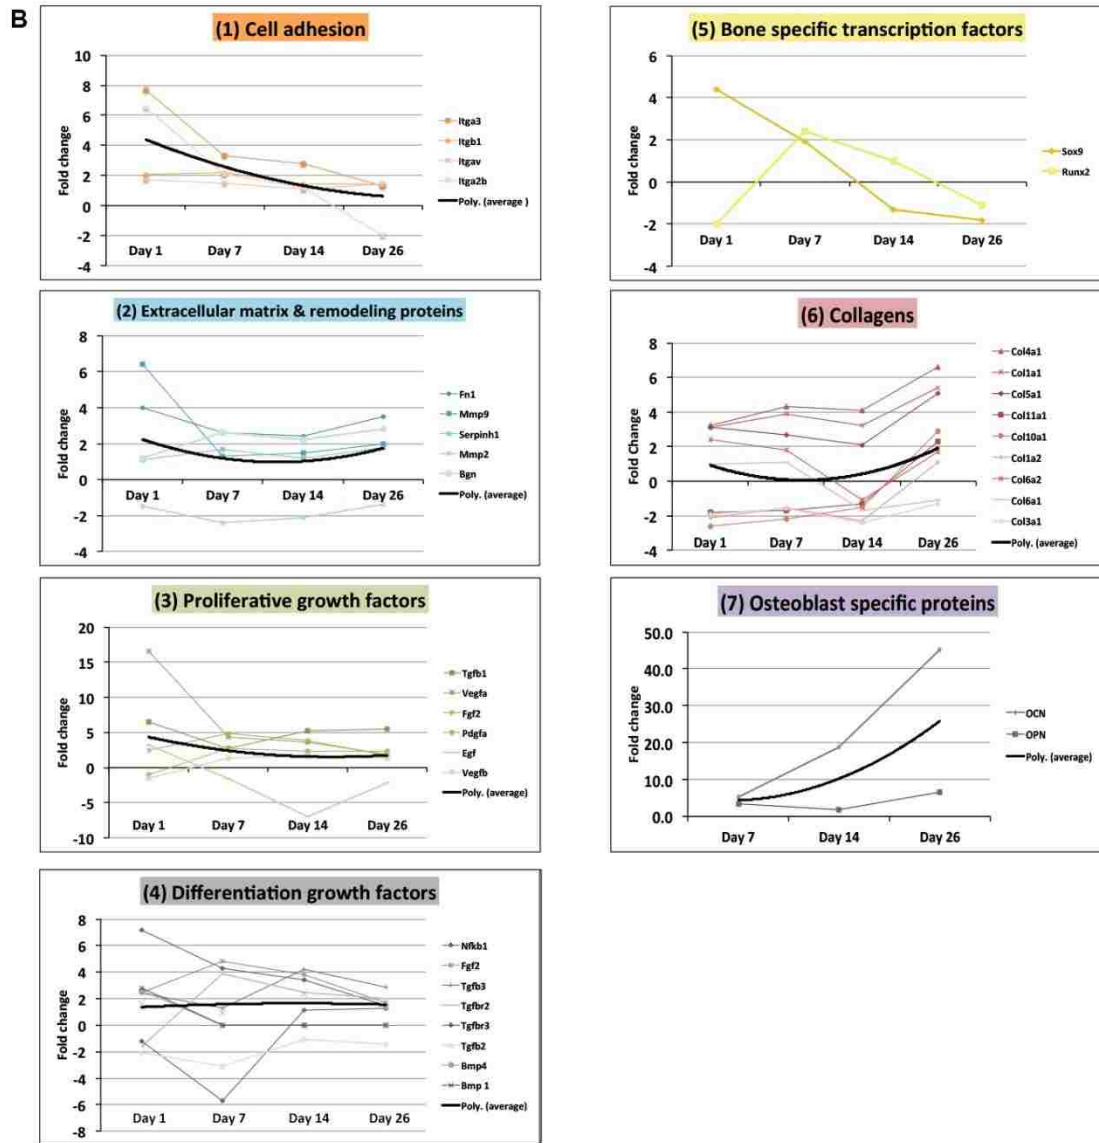 B
(1) Cell adhesion
Fold change
10
8
6
4
2
0
-2
-4
Day 1 Day 7 Day 14 Day 26
Itga3
Itgb1
Itgav
Itga2b
Poly. (average )
(2) Extracellular matrix & remodeling proteins
Fold change
8
6
4
2
0
-2
-4
Day 1 Day 7 Day 14 Day 26
Fn1
Mmp9
Serpinh1
Mmp2
Bgn
Poly. (average)
(3) Proliferative growth factors
Fold change
20
15
10
5
0
-5
-10
Day 1 Day 7 Day 14 Day 26
Tgfb1
Vegfa
Fgf2
Pdgfa
Egf
Vegfb
Poly. (average)
(4) Differentiation growth factors
Fold change
8
6
4
2
0
-2
-4
-6
-8
Day 1 Day 7 Day 14 Day 26
Nfkb1
Fgf2
Tgfb3
Tgfbr2
Tgfbr3
Tgfb2
Bmp4
Bmp 1
Poly. (average)
(5) Bone specific transcription factors
Fold change
6
4
2
0
-2
-4
Day 1 Day 7 Day 14 Day 26
Sox9
Runx2
(6) Collagens
Fold change
8
6
4
2
0
-2
-4
Day 1 Day 7 Day 14 Day 26
Col4a1
Col1a1
Col5a1
Col11a1
Col10a1
Col1a2
Col6a2
Col6a1
Col3a1
Poly. (average)
(7) Osteoblast specific proteins
Fold change
50.0
40.0
30.0
20.0
10.0
0.0
Day 7 Day 14 Day 26
OCN
OPN
Poly. (average)